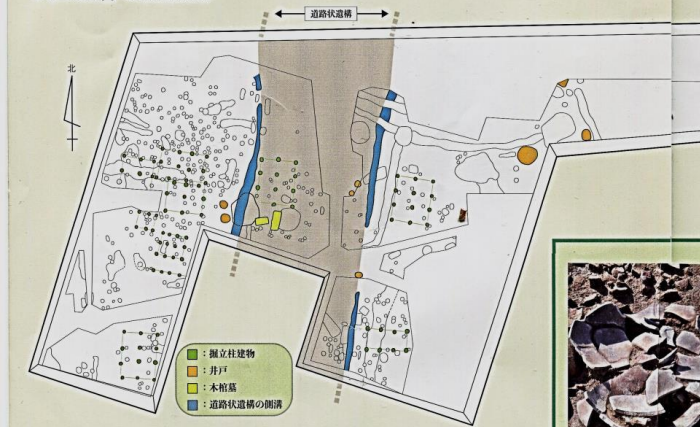 道路状遺構
北
：掘立柱建物
：井戸
：木棺墓
：道路状遺構の側溝